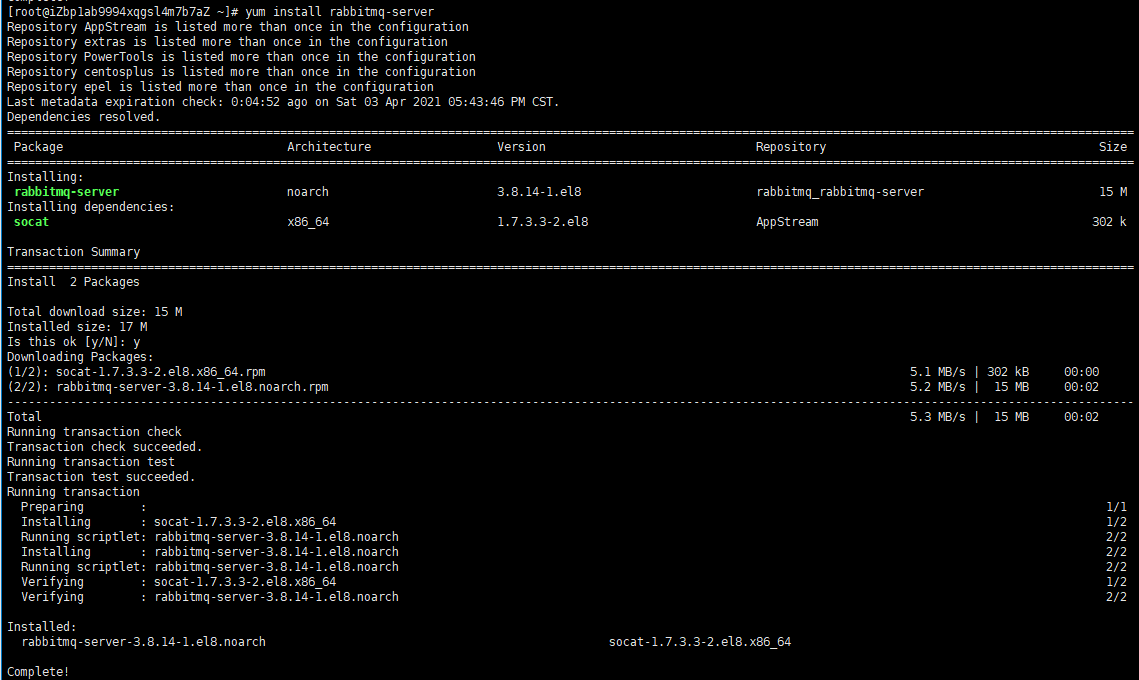 [root@iZbp1ab9994xqgsl4m7b7aZ ~]# yum install rabbitmq-server
Repository AppStream is listed more than once in the configuration
Repository extras is listed more than once in the configuration
Repository PowerTools is listed more than once in the configuration
Repository centosplus is listed more than once in the configuration
Repository epel is listed more than once in the configuration
Last metadata expiration check: 0:04:52 ago on Sat 03 Apr 2021 05:43:46 PM CST.
Dependencies resolved.
Package Architecture Version Repository Size
Installing:
rabbitmq-server noarch 3.8.14-1.el8 rabbitmq_rabbitmq-server 15 M
Installing dependencies:
socat x86_64 1.7.3.3-2.el8 AppStream 302 k
Transaction Summary
Install  2 Packages
Total download size: 15 M
Installed size: 17 M
Is this ok [y/N]: y
Downloading Packages:
(1/2): socat-1.7.3.3-2.el8.x86_64.rpm 5.1 MB/s | 302 kB 00:00
(2/2): rabbitmq-server-3.8.14-1.el8.noarch.rpm 5.2 MB/s | 15 MB 00:02
Total 5.3 MB/s | 15 MB 00:02
Running transaction check
Transaction check succeeded.
Running transaction test
Transaction test succeeded.
Running transaction
Preparing : 1/1
Installing : socat-1.7.3.3-2.el8.x86_64 1/2
Running scriptlet: rabbitmq-server-3.8.14-1.el8.noarch 2/2
Installing : rabbitmq-server-3.8.14-1.el8.noarch 2/2
Running scriptlet: rabbitmq-server-3.8.14-1.el8.noarch 2/2
Verifying : socat-1.7.3.3-2.el8.x86_64 1/2
Verifying : rabbitmq-server-3.8.14-1.el8.noarch 2/2
Installed:
rabbitmq-server-3.8.14-1.el8.noarch socat-1.7.3.3-2.el8.x86_64
Complete!